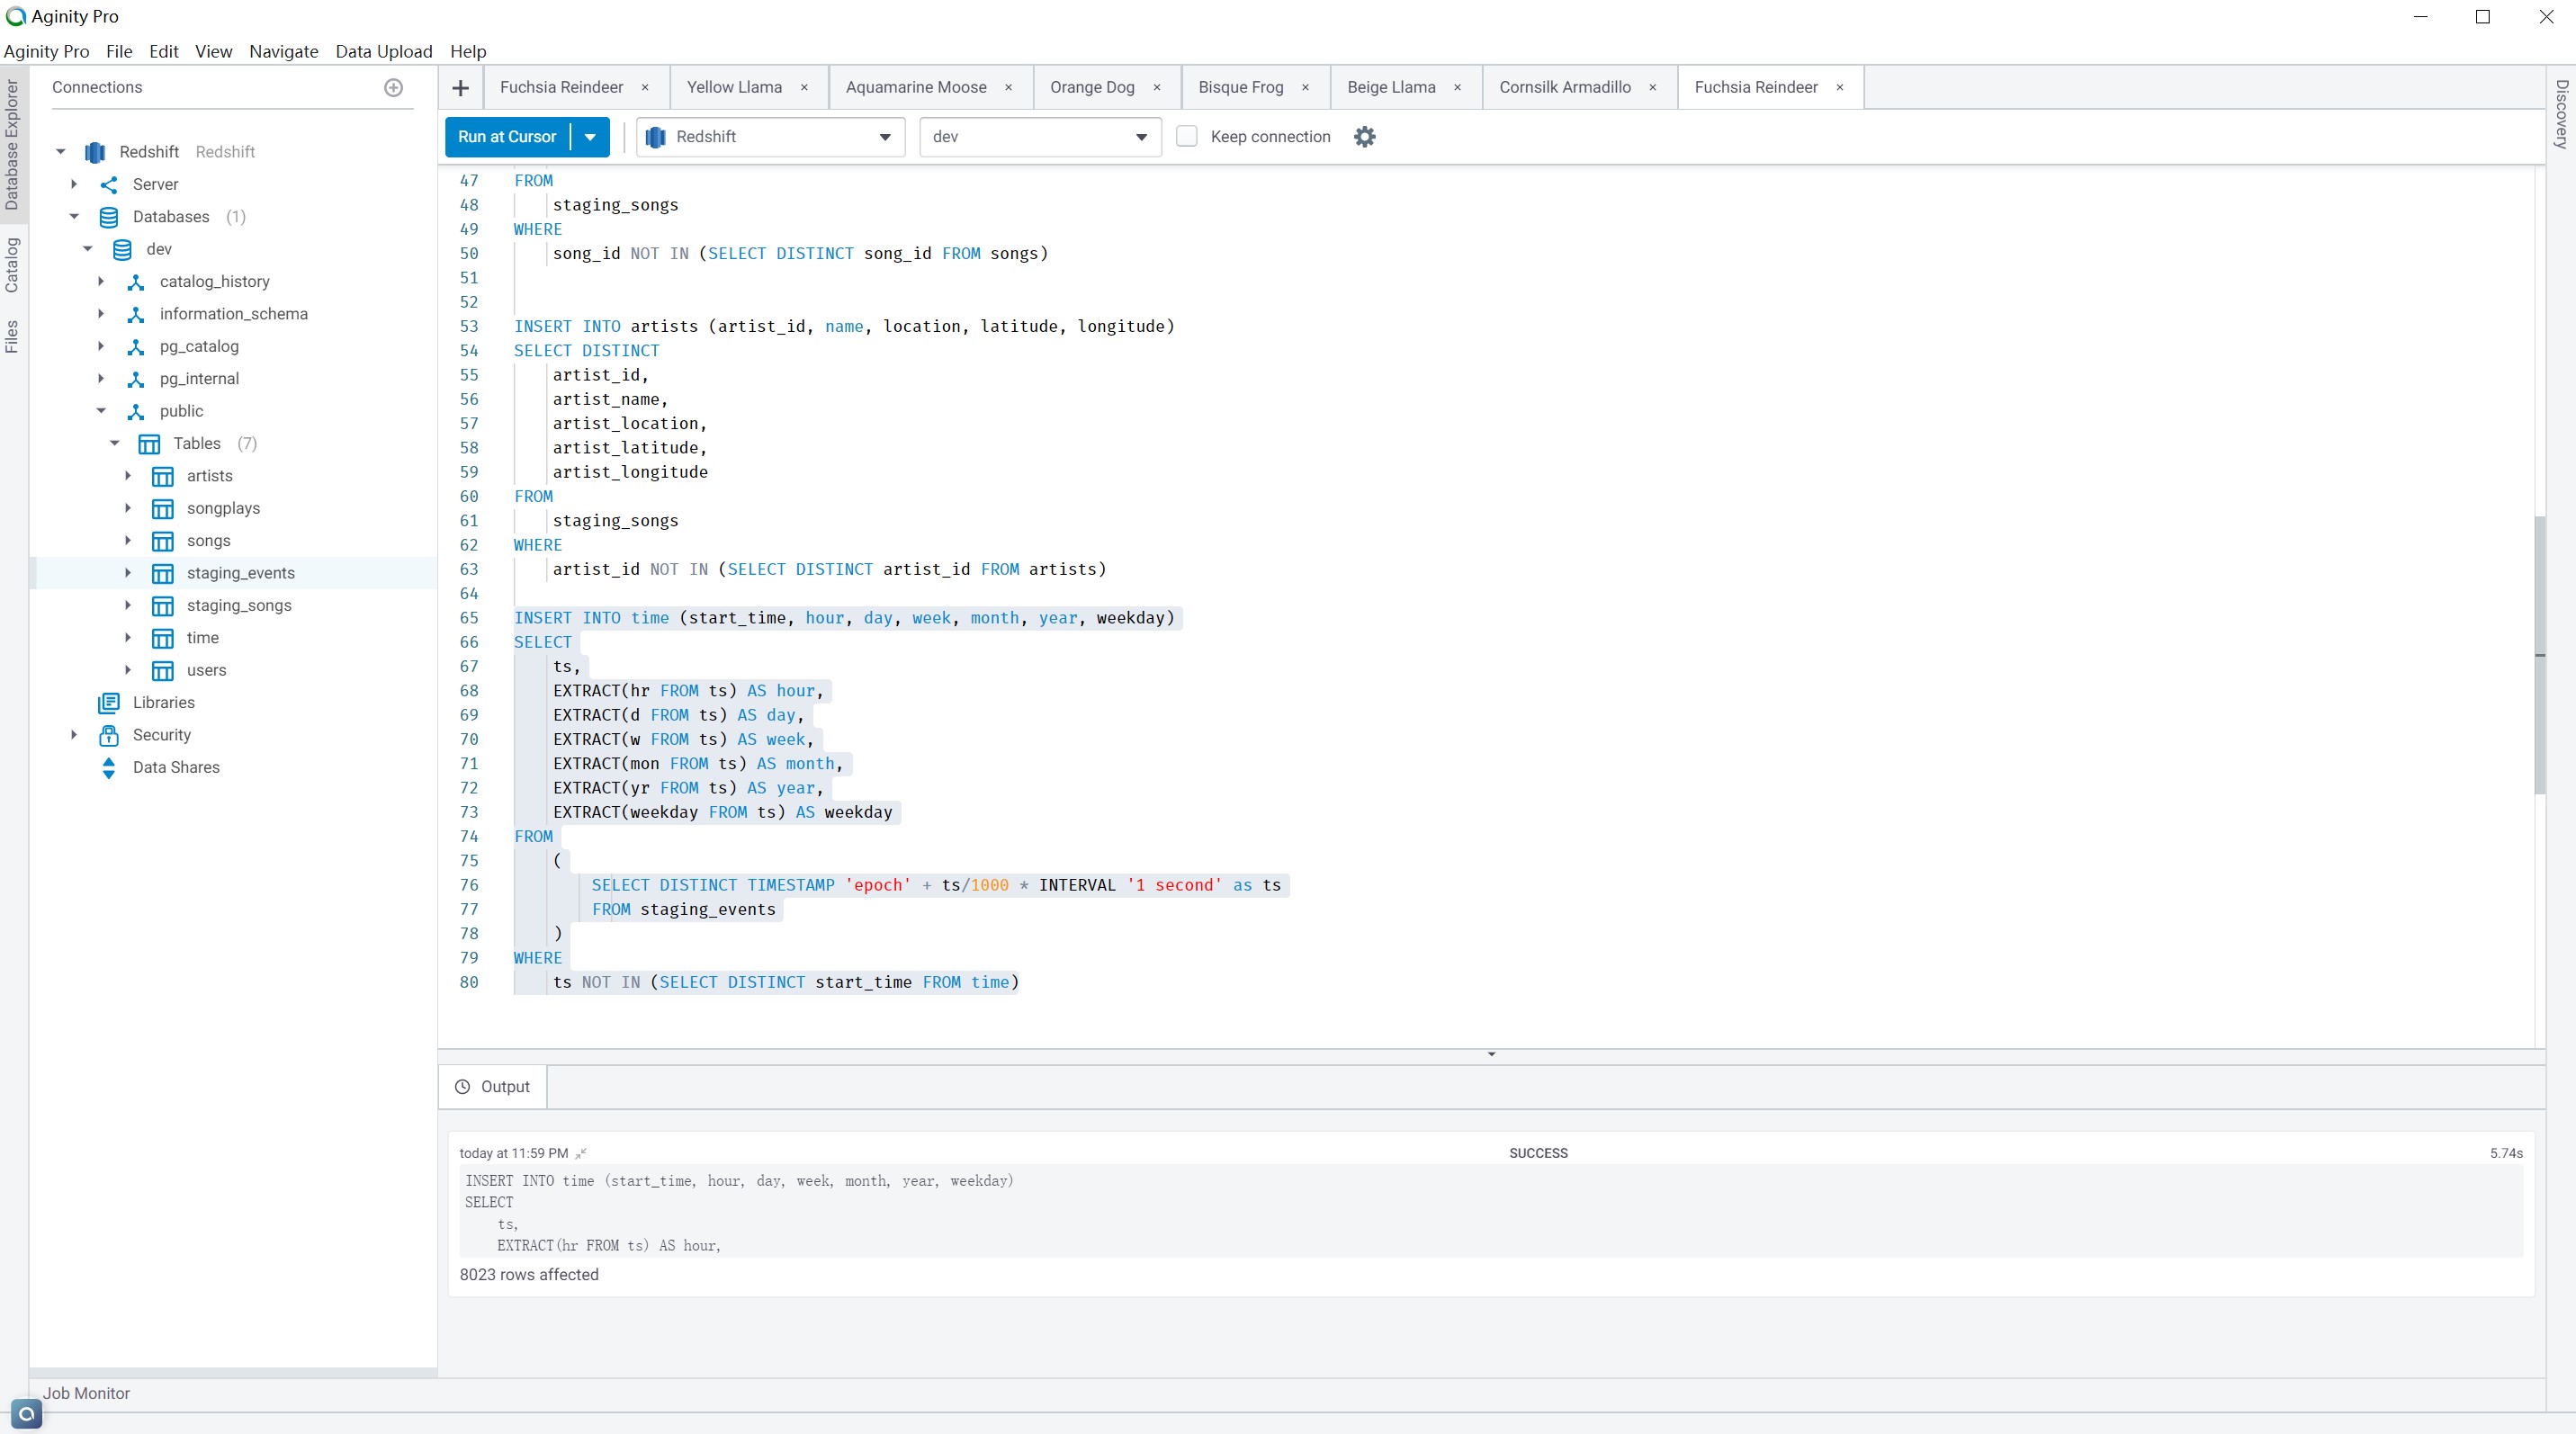 Aginity Pro
Aginity Pro File Edit View Navigate Data Upload Help
Database Explorer
Catalog
Files
Connections
Redshift Redshift
Server
Databases (1)
dev
catalog_history
information_schema
pg_catalog
pg_internal
public
Tables (7)
artists
songplays
songs
staging_events
staging_songs
time
users
Libraries
Security
Data Shares
Fuchsia Reindeer × Yellow Llama × Aquamarine Moose × Orange Dog × Bisque Frog × Beige Llama × Cornsilk Armadillo × Fuchsia Reindeer ×
Run at Cursor Redshift dev Keep connection
47 FROM
48 staging_songs
49 WHERE
50 song_id NOT IN (SELECT DISTINCT song_id FROM songs)
51
52
53 INSERT INTO artists (artist_id, name, location, latitude, longitude)
54 SELECT DISTINCT
55 artist_id,
56 artist_name,
57 artist_location,
58 artist_latitude,
59 artist_longitude
60 FROM
61 staging_songs
62 WHERE
63 artist_id NOT IN (SELECT DISTINCT artist_id FROM artists)
64
65 INSERT INTO time (start_time, hour, day, week, month, year, weekday)
66 SELECT
67 ts,
68 EXTRACT(hr FROM ts) AS hour,
69 EXTRACT(d FROM ts) AS day,
70 EXTRACT(w FROM ts) AS week,
71 EXTRACT(mon FROM ts) AS month,
72 EXTRACT(yr FROM ts) AS year,
73 EXTRACT(weekday FROM ts) AS weekday
74 FROM
75 (
76 SELECT DISTINCT TIMESTAMP 'epoch' + ts/1000 * INTERVAL '1 second' as ts
77 FROM staging_events
78 )
79 WHERE
80 ts NOT IN (SELECT DISTINCT start_time FROM time)
Output
today at 11:59 PM SUCCESS 5.74s
INSERT INTO time (start_time, hour, day, week, month, year, weekday)
SELECT
ts,
EXTRACT(hr FROM ts) AS hour,
8023 rows affected
Job Monitor
Discovery